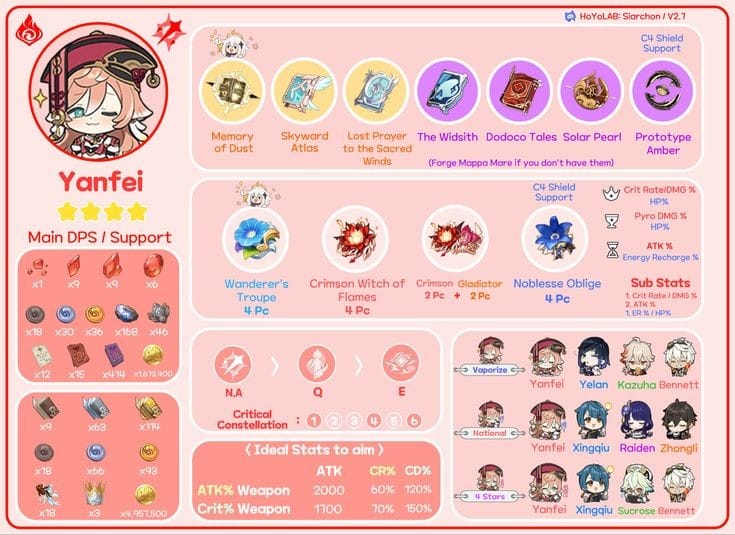 HoYoLAB: Siarchon / V2.7
Yanfei
Main DPS / Support
x1 x9 x9 x6
x18 x30 x36 x168 x46
x12 x15 x414 x1,673,400
x9 x63 x114
x18 x66 x93
x18 x3 x4,957,500
C4 Shield
Support
Memory
of Dust
Skyward
Atlas
Lost Prayer
to the Sacred
Winds
The Widsith
Dodoco Tales
Solar Pearl
Prototype
Amber
(Forge Mappa Mare if you don't have them)
C4 Shield
Support
Wanderer's
Troupe
4 Pc
Crimson Witch of
Flames
4 Pc
Crimson Gladiator
2 Pc + 2 Pc
Noblesse Oblige
4 Pc
Crit Rate/DMG %
HP%
Pyro DMG %
HP%
ATK %
Energy Recharge %
Sub Stats
1. Crit Rate / DMG %
2. ATK %
1. ER % / HP%
N.A Q E
Critical
Constellation : 1 2 3 4 5 6
( Ideal Stats to aim )
ATK CR% CD%
ATK% Weapon 2000 60% 120%
Crit% Weapon 1700 70% 150%
Vaporize
Yanfei Yelan Kazuha Bennett
National
Yanfei Xingqiu Raiden Zhongli
4 Stars
Yanfei Xingqiu Sucrose Bennett